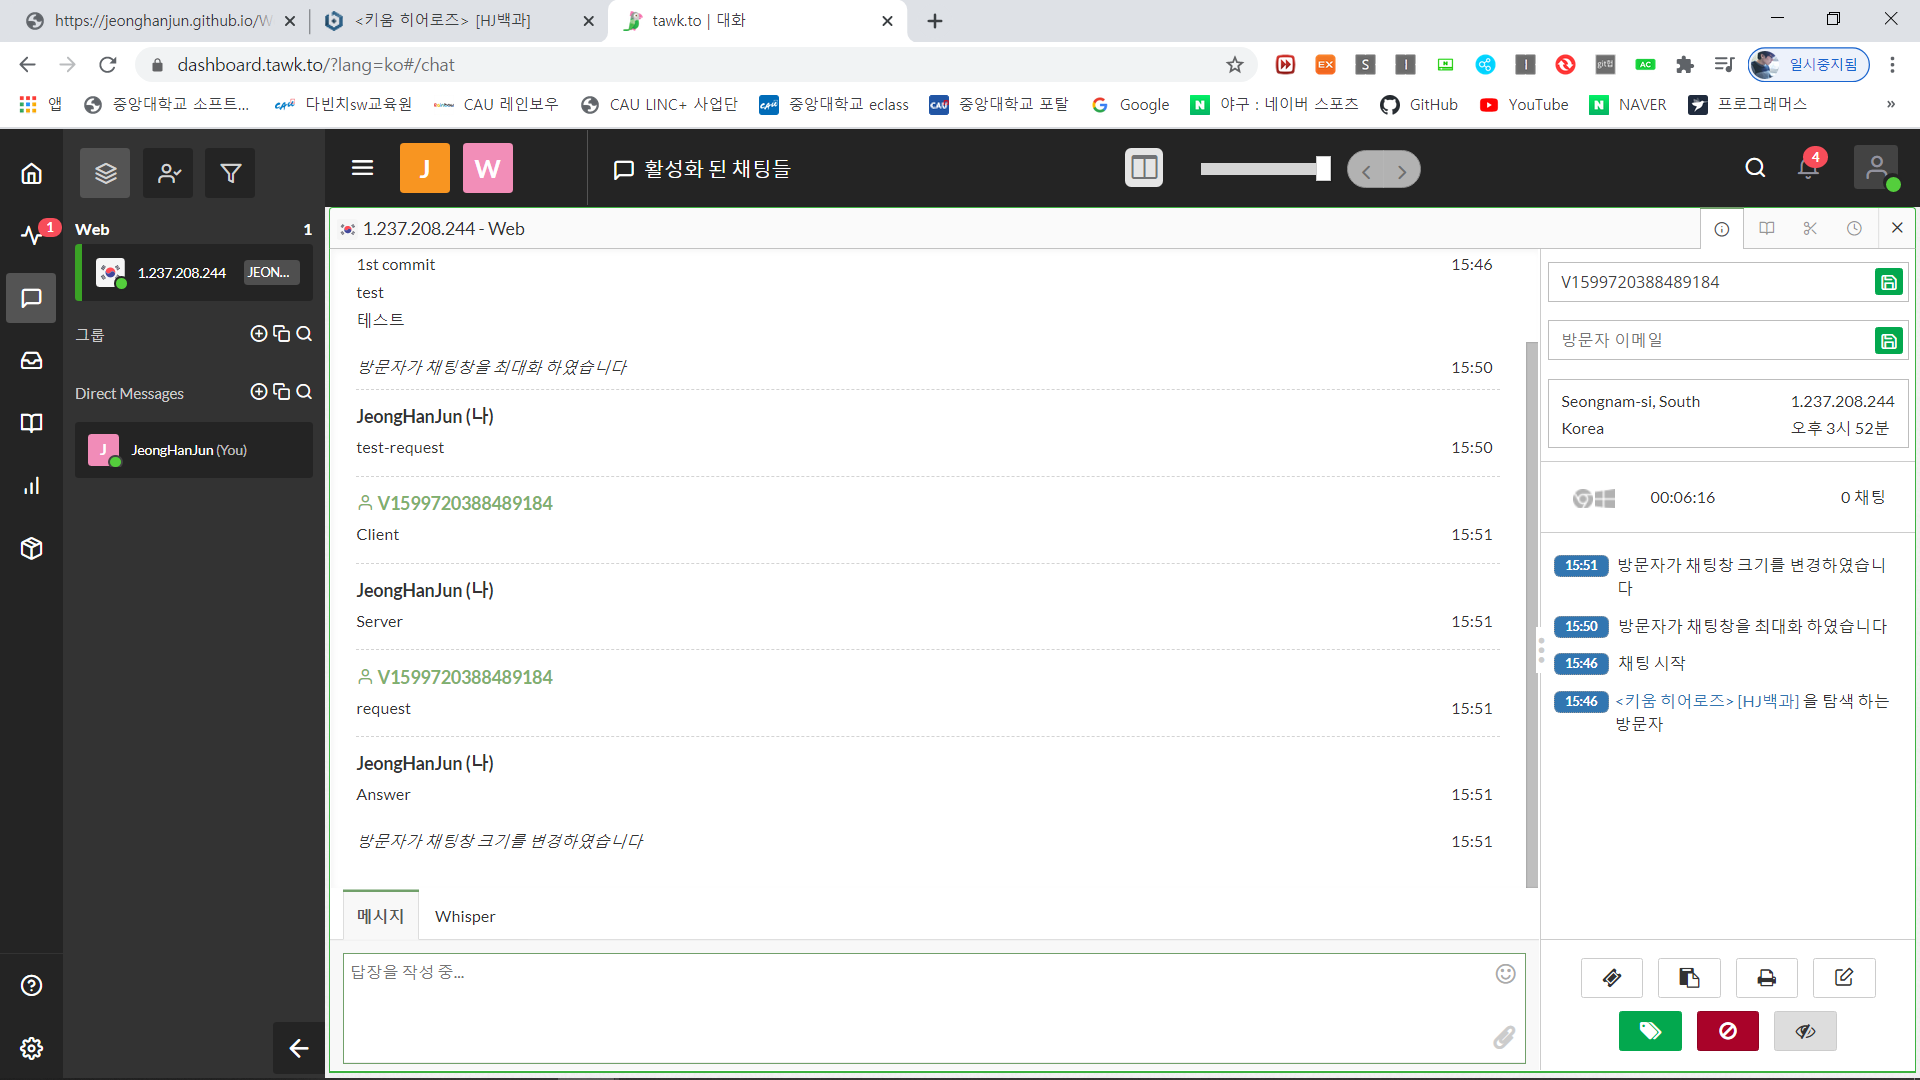 https://jeonghanjun.github.io/W
<키움 히어로즈> [HJ백과]
tawk.to | 대화
dashboard.tawk.to/?lang=ko#/chat
EX
S
I
I
git헙
AC
일시중지됨
앱
중앙대학교 소프트...
다빈치sw교육원
CAU 레인보우
CAU LINC+ 사업단
중앙대학교 eclass
중앙대학교 포탈
Google
야구 : 네이버 스포츠
GitHub
YouTube
NAVER
프로그래머스
»
J
W
활성화 된 채팅들
4
1
Web
1
1.237.208.244
JEON...
그룹
Direct Messages
J
JeongHanJun (You)
1.237.208.244 - Web
1st commit
15:46
test
테스트
방문자가 채팅창을 최대화 하였습니다
15:50
JeongHanJun (나)
test-request
15:50
V1599720388489184
Client
15:51
JeongHanJun (나)
Server
15:51
V1599720388489184
request
15:51
JeongHanJun (나)
Answer
15:51
방문자가 채팅창 크기를 변경하였습니다
15:51
메시지
Whisper
답장을 작성 중...
V1599720388489184
방문자 이메일
Seongnam-si, South
Korea
1.237.208.244
오후 3시 52분
00:06:16
0 채팅
15:51 방문자가 채팅창 크기를 변경하였습니
다
15:50 방문자가 채팅창을 최대화 하였습니다
15:46 채팅 시작
15:46 <키움 히어로즈> [HJ백과] 을 탐색 하는
방문자